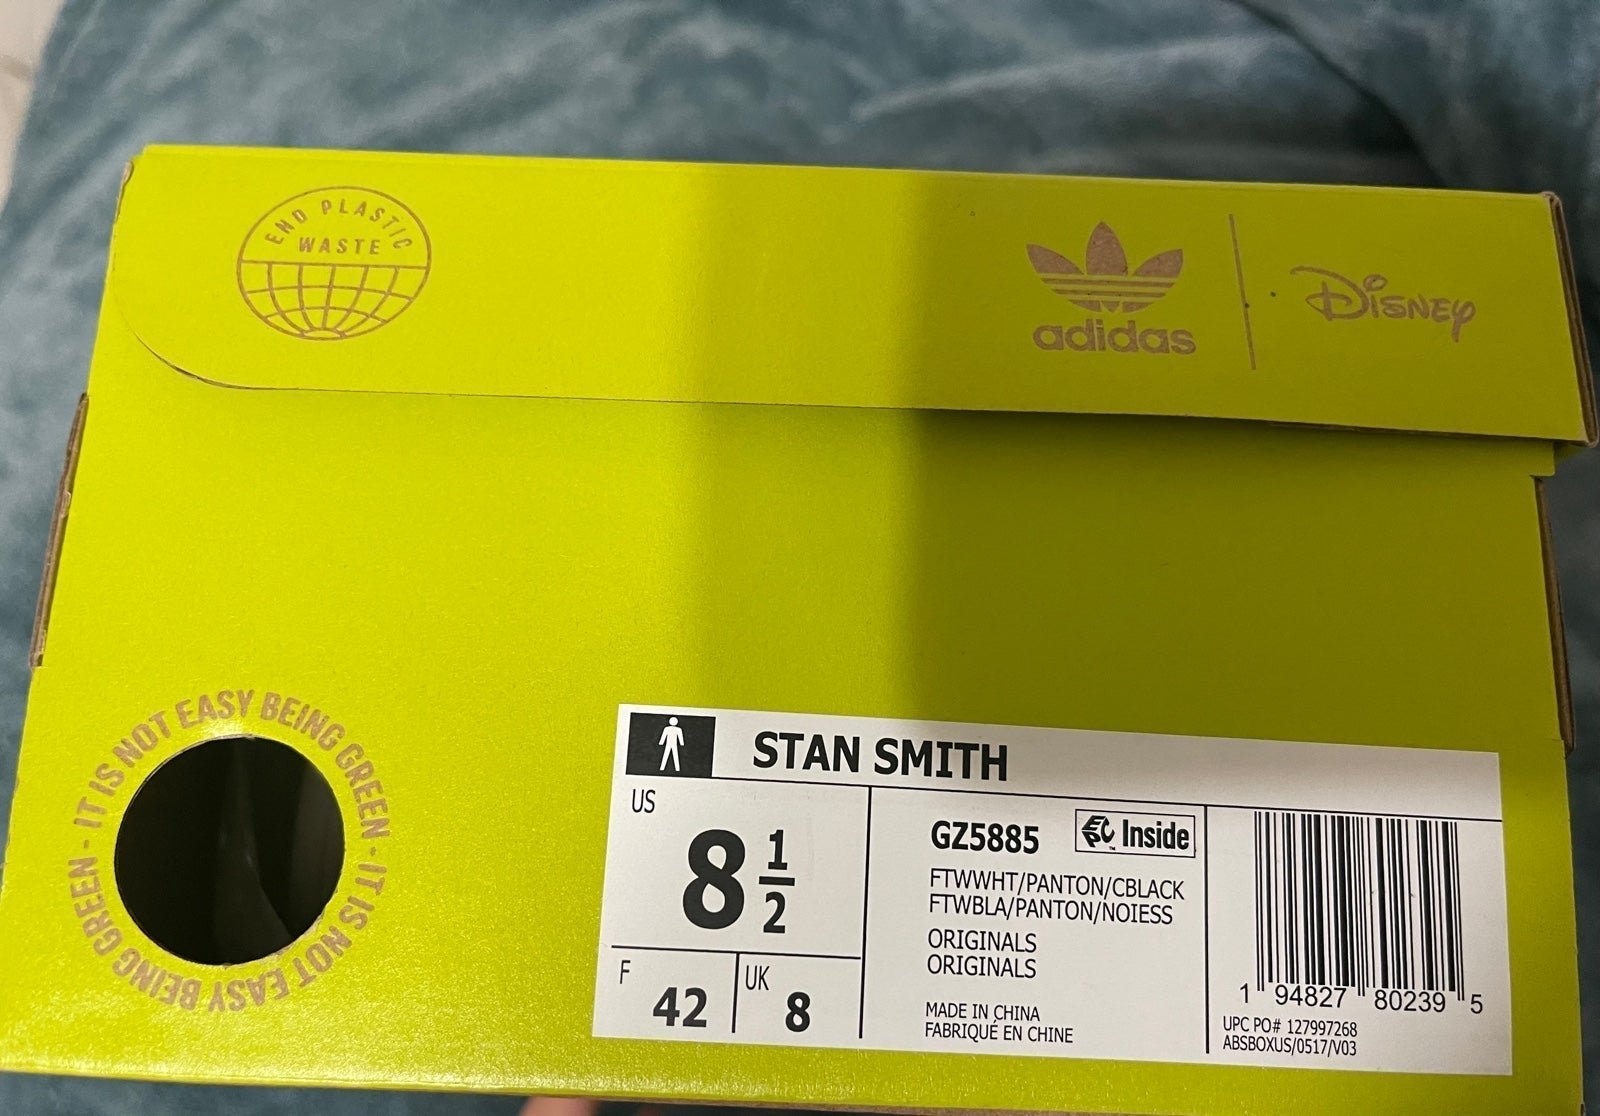 END PLASTIC
WASTE
adidas
Disney
IT IS NOT EASY BEING GREEN - IT IS NOT EASY BEING GREEN -
STAN SMITH
US
8 1/2
F
42
UK
8
GZ5885
EPC Inside
™
FTWWHT/PANTON/CBLACK
FTWBLA/PANTON/NOIESS
ORIGINALS
ORIGINALS
MADE IN CHINA
FABRIQUÉ EN CHINE
1 94827 80239 5
UPC PO# 127997268
ABSBOXUS/0517/V03